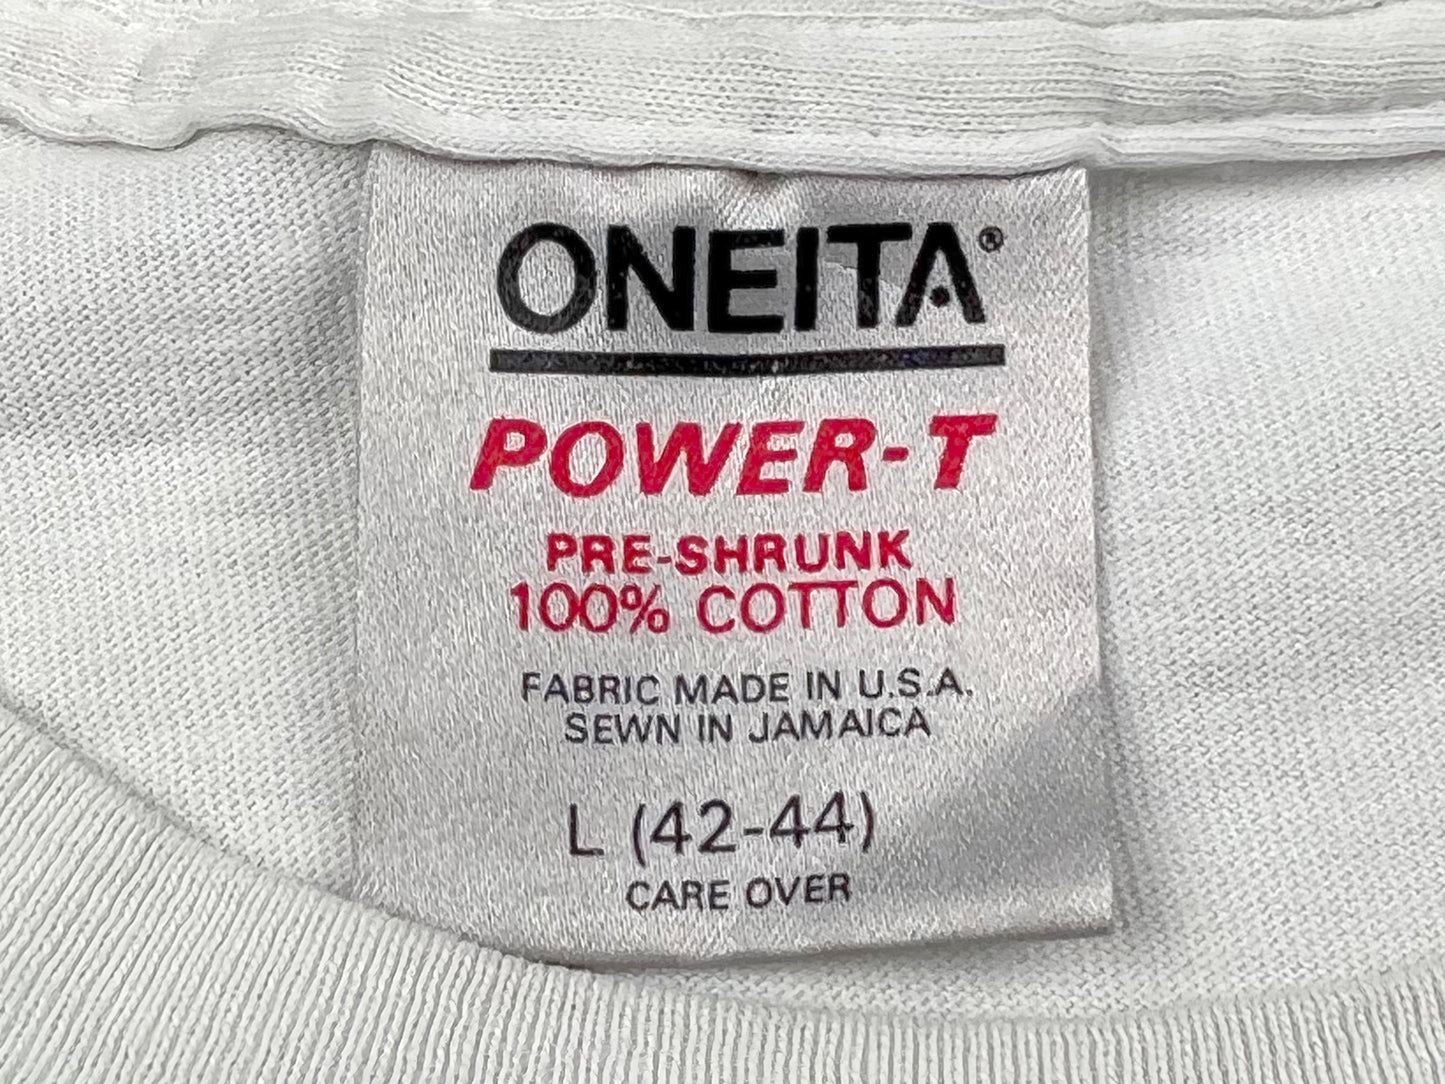 ONEITA®
POWER-T
PRE-SHRUNK
100% COTTON
FABRIC MADE IN U.S.A.
SEWN IN JAMAICA
L (42-44)
CARE OVER